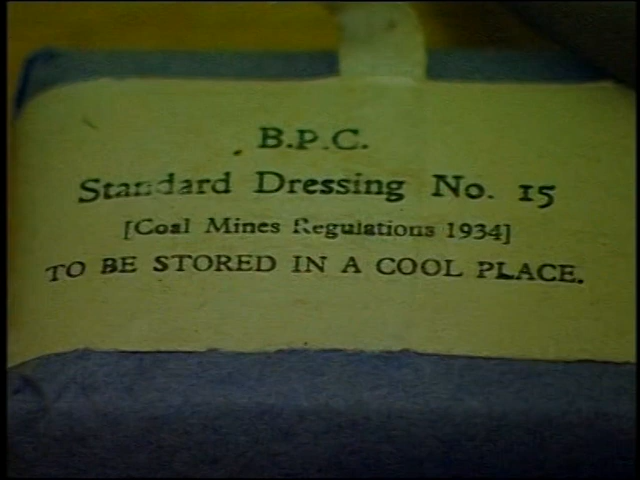 B.P.C.
Standard Dressing No. 15
[Coal Mines Regulations 1934]
TO BE STORED IN A COOL PLACE.